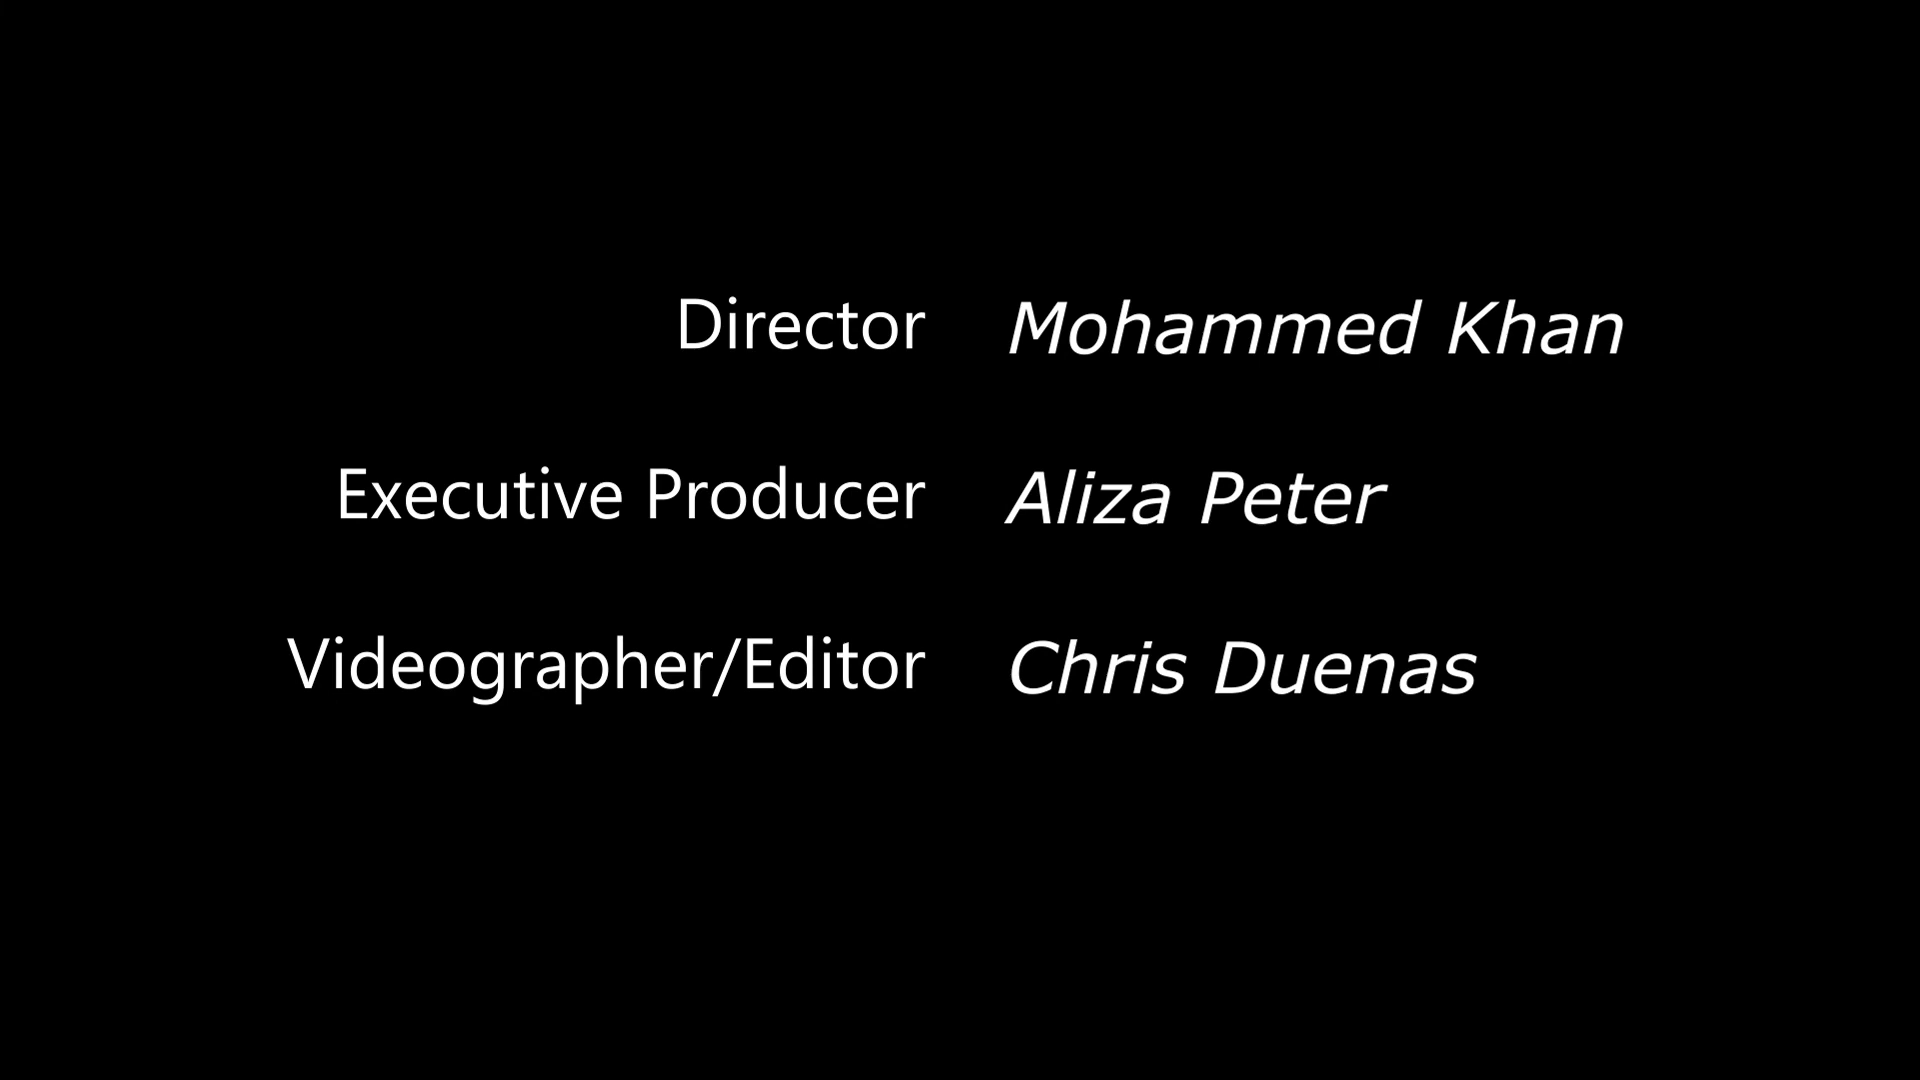 Director Mohammed Khan
Executive Producer Aliza Peter
Videographer/Editor Chris Duenas